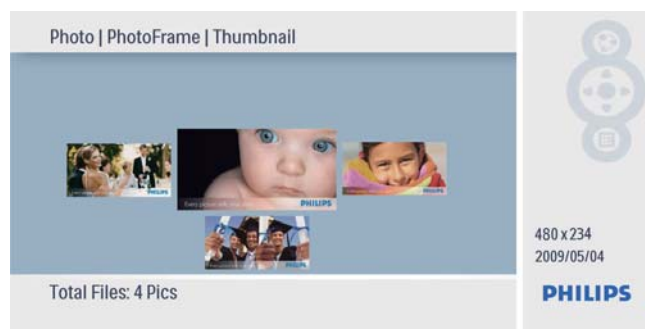 Photo | PhotoFrame | Thumbnail
PHILIPS
PHILIPS
PHILIPS
PHILIPS
480 x 234
2009/05/04
Total Files: 4 Pics
PHILIPS